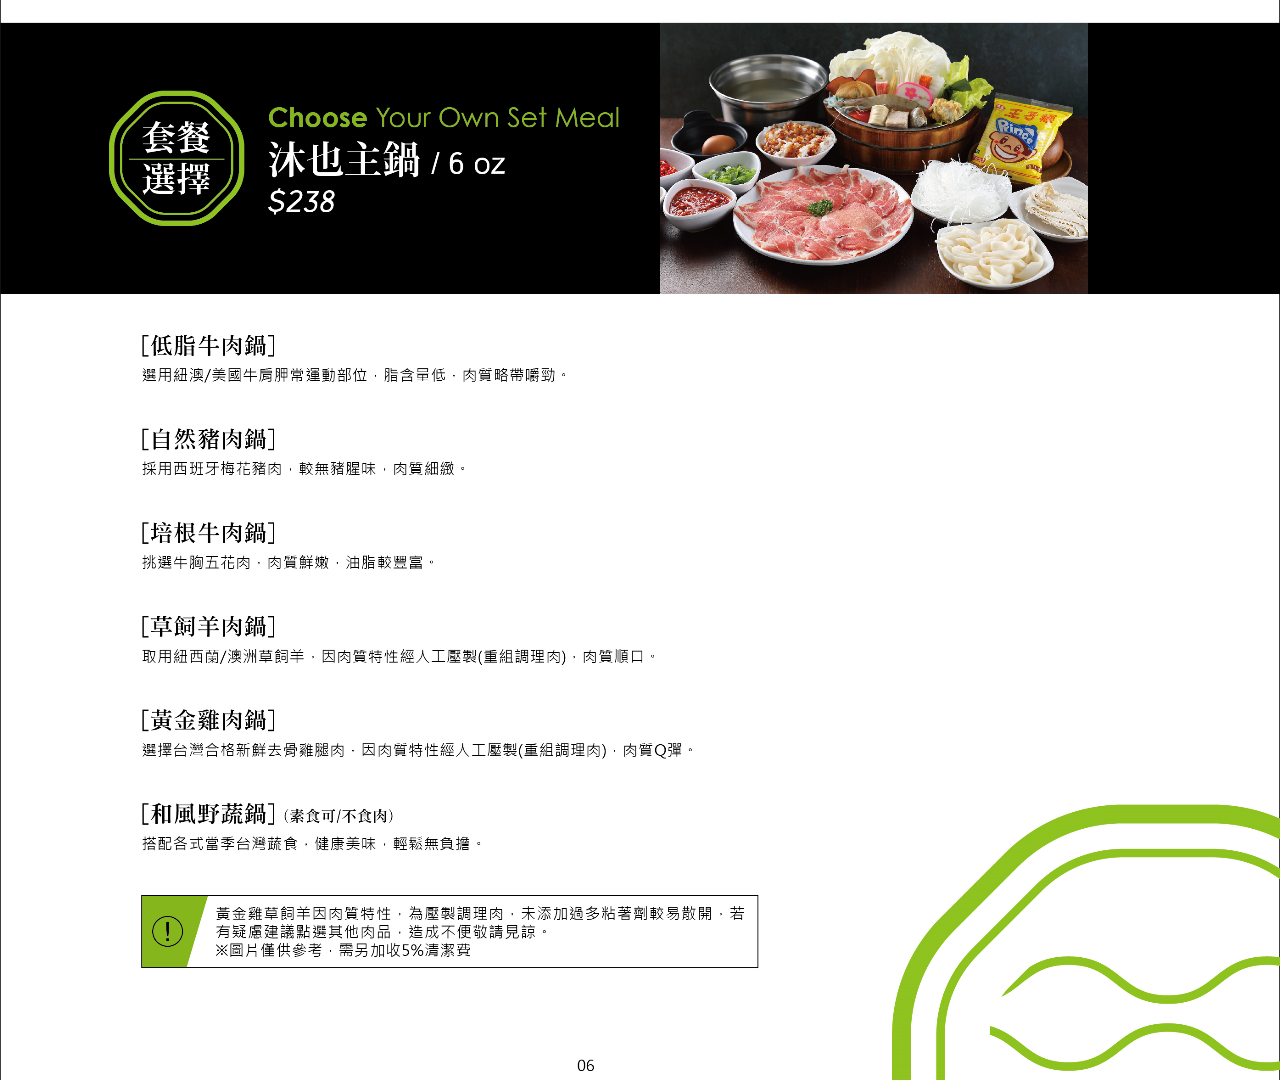 套餐
選擇
Choose Your Own Set Meal
沐也主鍋 / 6 oz
$238
王子麵
Prince
[低脂牛肉鍋]
選用紐澳/美國牛肩胛常運動部位，脂含量低，肉質略帶嚼勁。
[自然豬肉鍋]
採用西班牙梅花豬肉，較無豬腥味，肉質細緻。
[培根牛肉鍋]
挑選牛胸五花肉，肉質鮮嫩，油脂較豐富。
[草飼羊肉鍋]
取用紐西蘭/澳洲草飼羊，因肉質特性經人工壓製(重組調理肉)，肉質順口。
[黃金雞肉鍋]
選擇台灣合格新鮮去骨雞腿肉，因肉質特性經人工壓製(重組調理肉)，肉質Q彈。
[和風野蔬鍋] (素食可/不食肉)
搭配各式當季台灣蔬食，健康美味，輕鬆無負擔。
黃金雞草飼羊因肉質特性，為壓製調理肉，未添加過多粘著劑較易散開，若
有疑慮建議點選其他肉品，造成不便敬請見諒。
※圖片僅供參考，需另加收5%清潔費
06